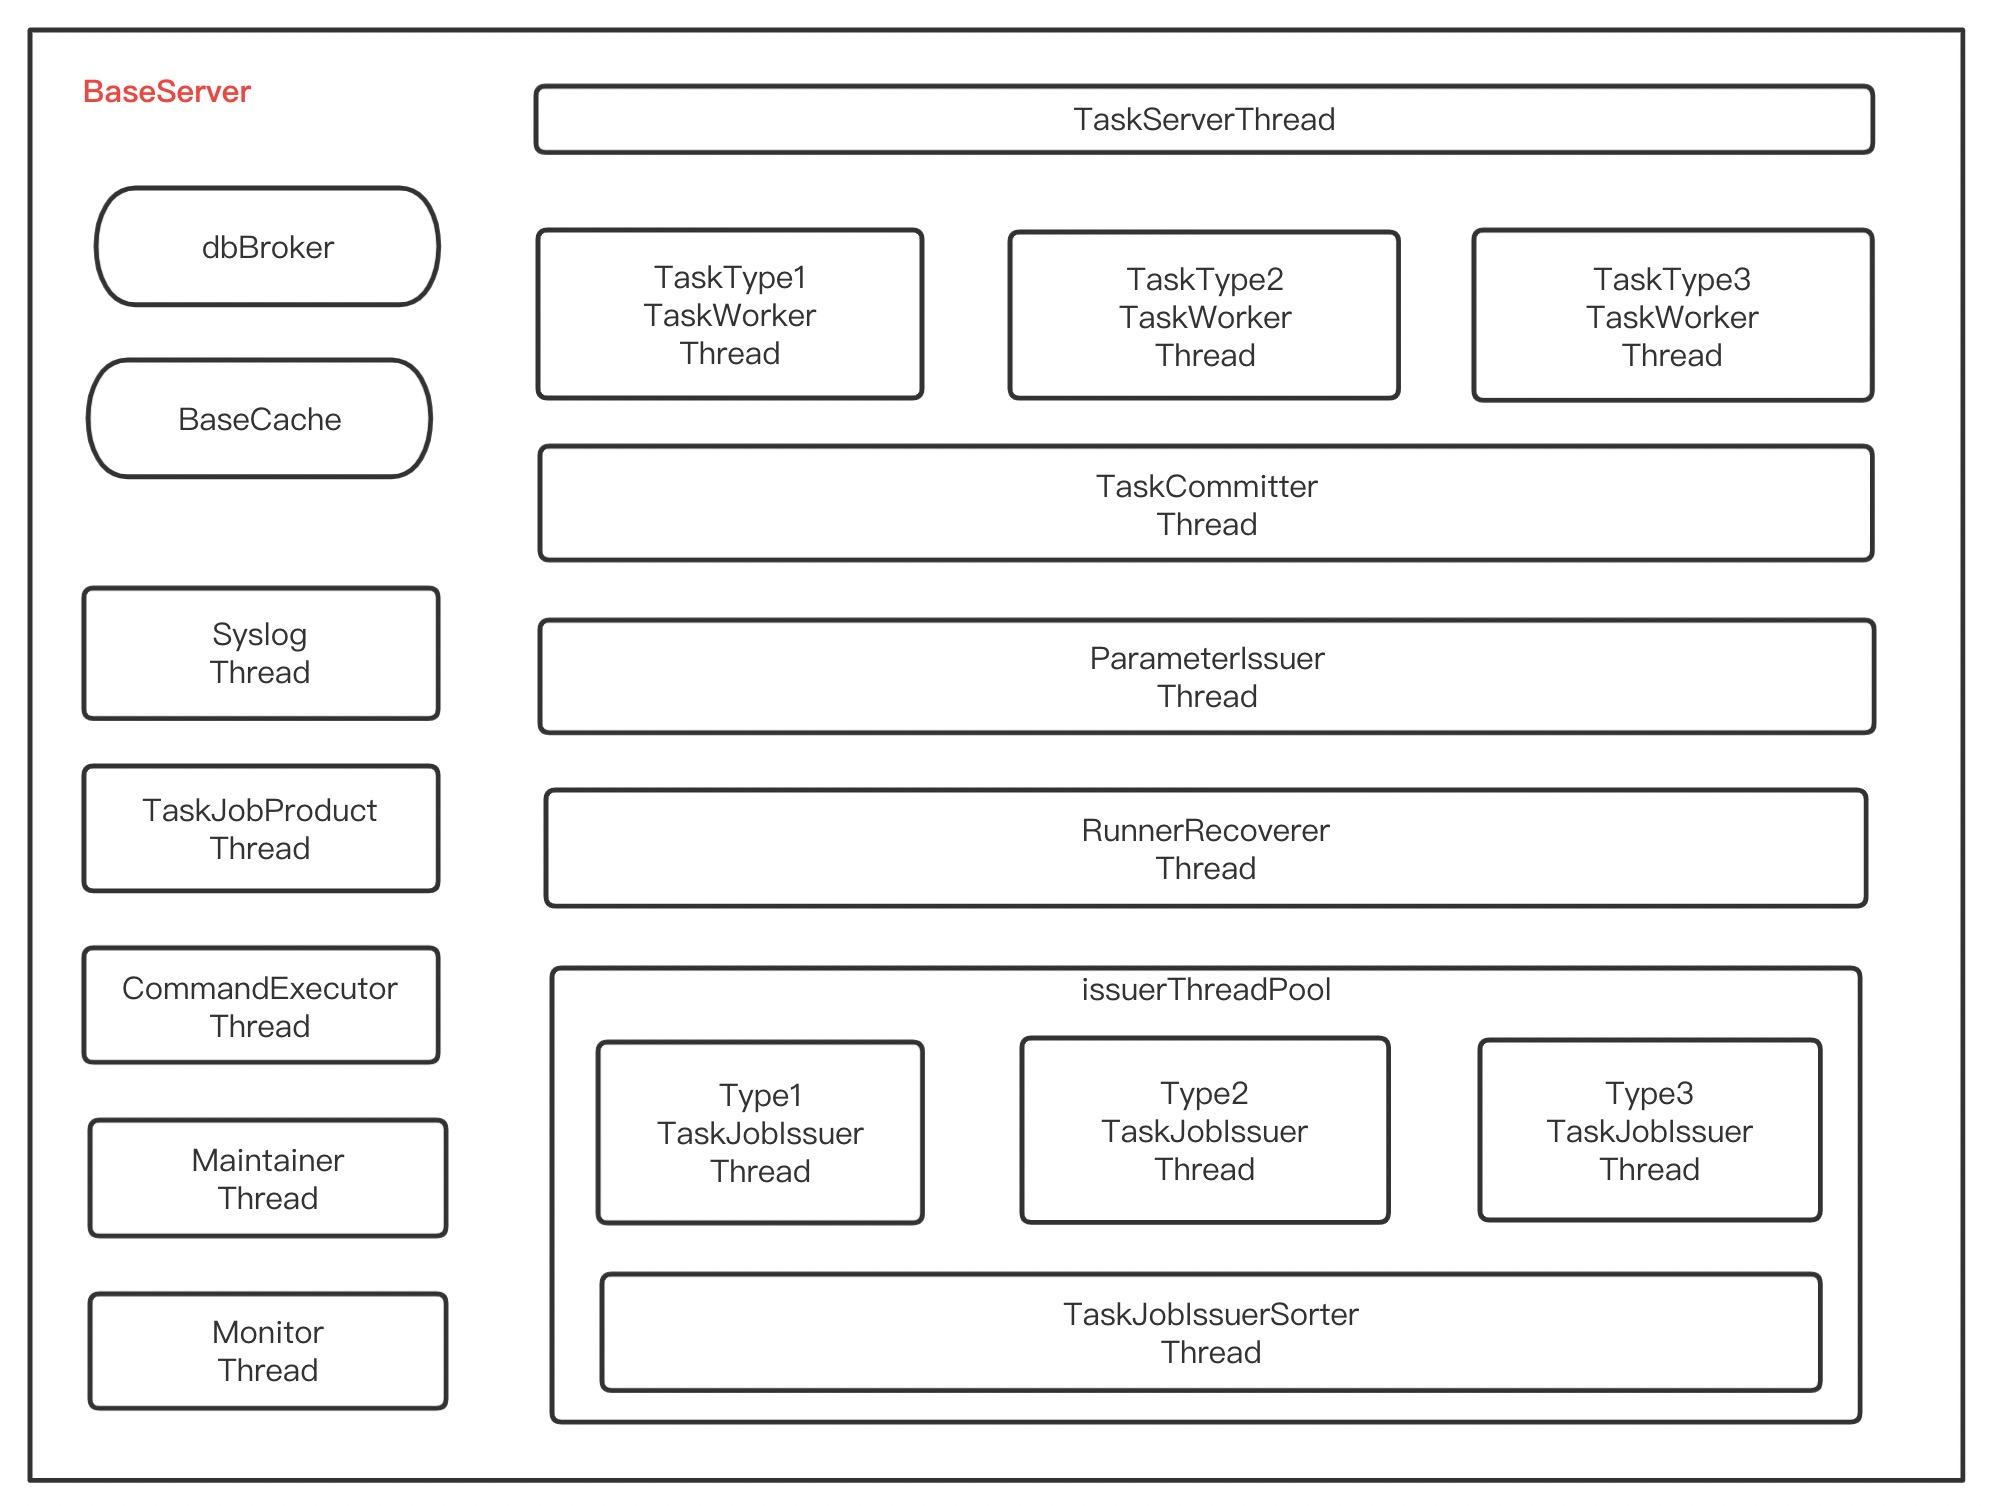 BaseServer
dbBroker
BaseCache
Syslog
Thread
TaskJobProduct
Thread
CommandExecutor
Thread
Maintainer
Thread
Monitor
Thread
TaskServerThread
TaskType1
TaskWorker
Thread
TaskType2
TaskWorker
Thread
TaskType3
TaskWorker
Thread
TaskCommitter
Thread
ParameterIssuer
Thread
RunnerRecoverer
Thread
issuerThreadPool
Type1
TaskJobIssuer
Thread
Type2
TaskJobIssuer
Thread
Type3
TaskJobIssuer
Thread
TaskJobIssuerSorter
Thread